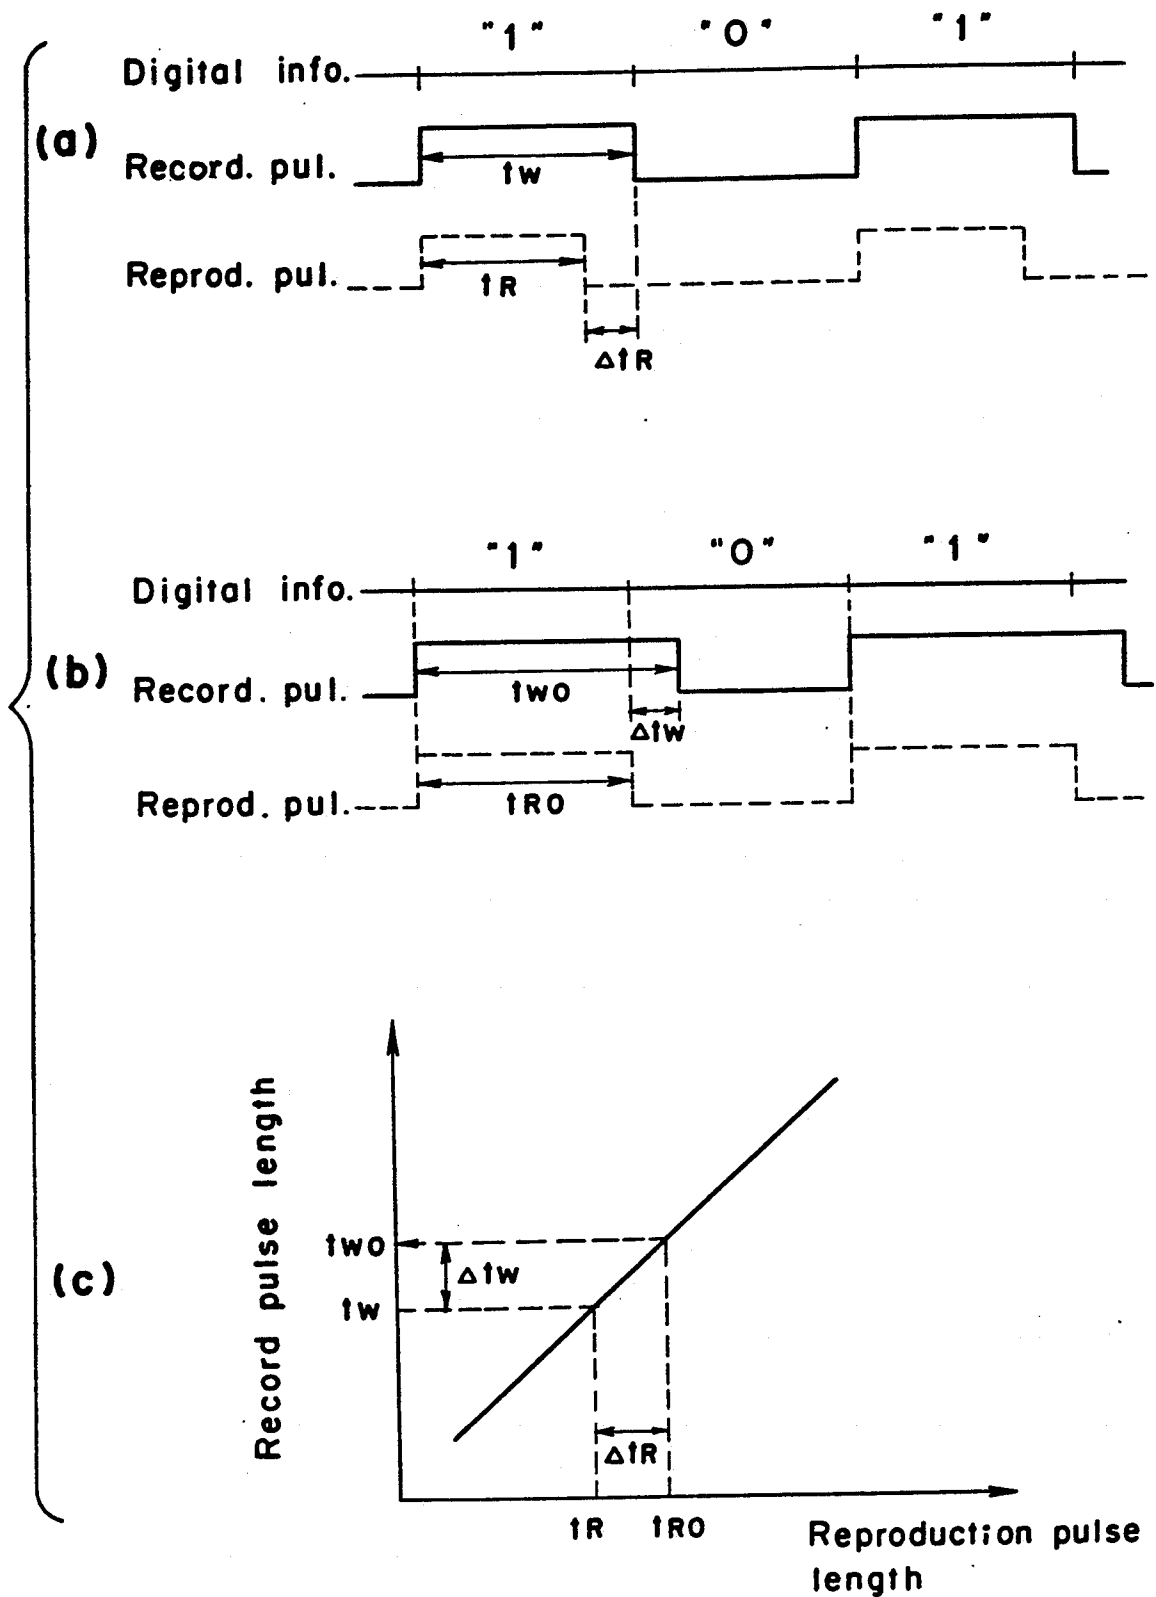 "1" "0" "1"
Digital info.
(a)
Record. pul.
tW
Reprod. pul.
tR
ΔtR
"1" "0" "1"
Digital info.
(b)
Record. pul.
tWO
ΔtW
Reprod. pul.
tRO
(c)
Record pulse length
tWO
ΔtW
tW
ΔtR
tR tRO
Reproduction pulse
length